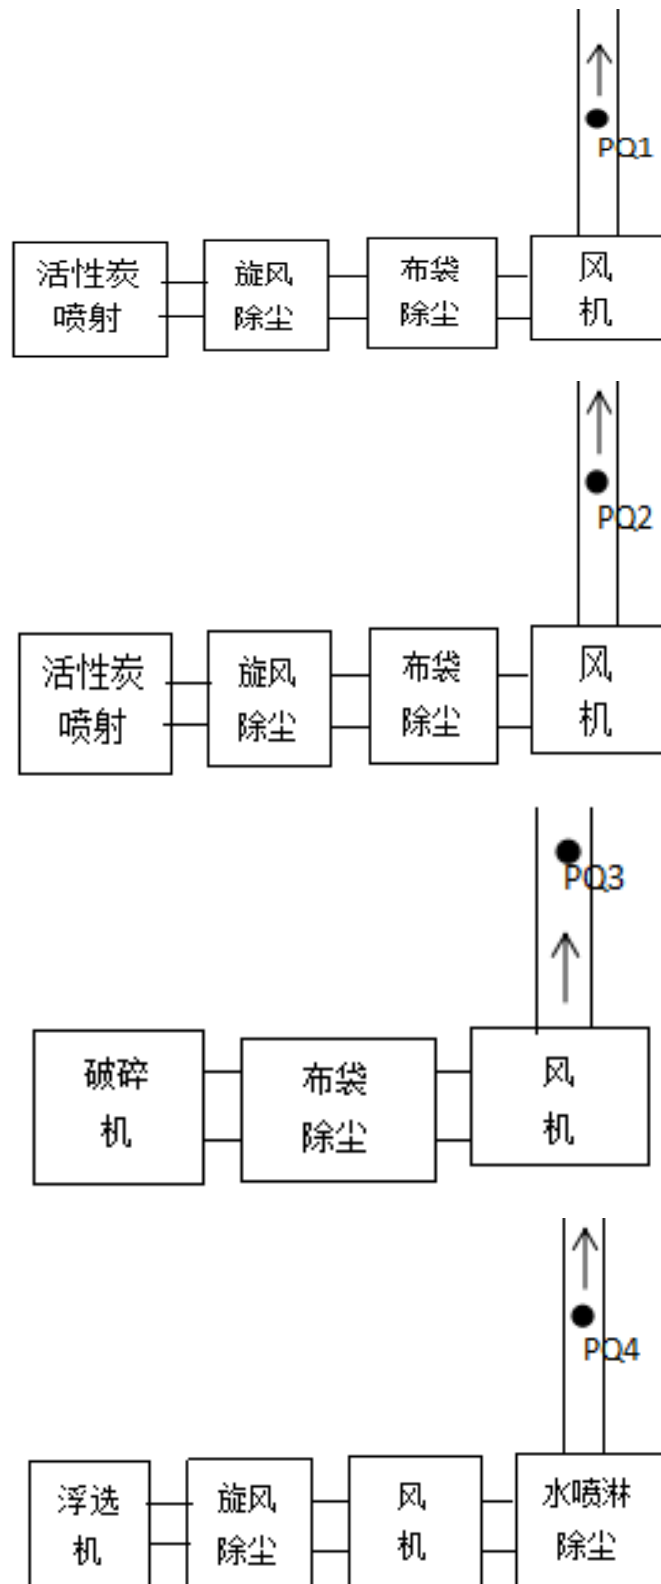 PQ1
活性炭
喷射
旋风
除尘
布袋
除尘
风
机
PQ2
活性炭
喷射
旋风
除尘
布袋
除尘
风
机
PQ3
破碎
机
布袋
除尘
风
机
PQ4
浮选
机
旋风
除尘
风
机
水喷淋
除尘